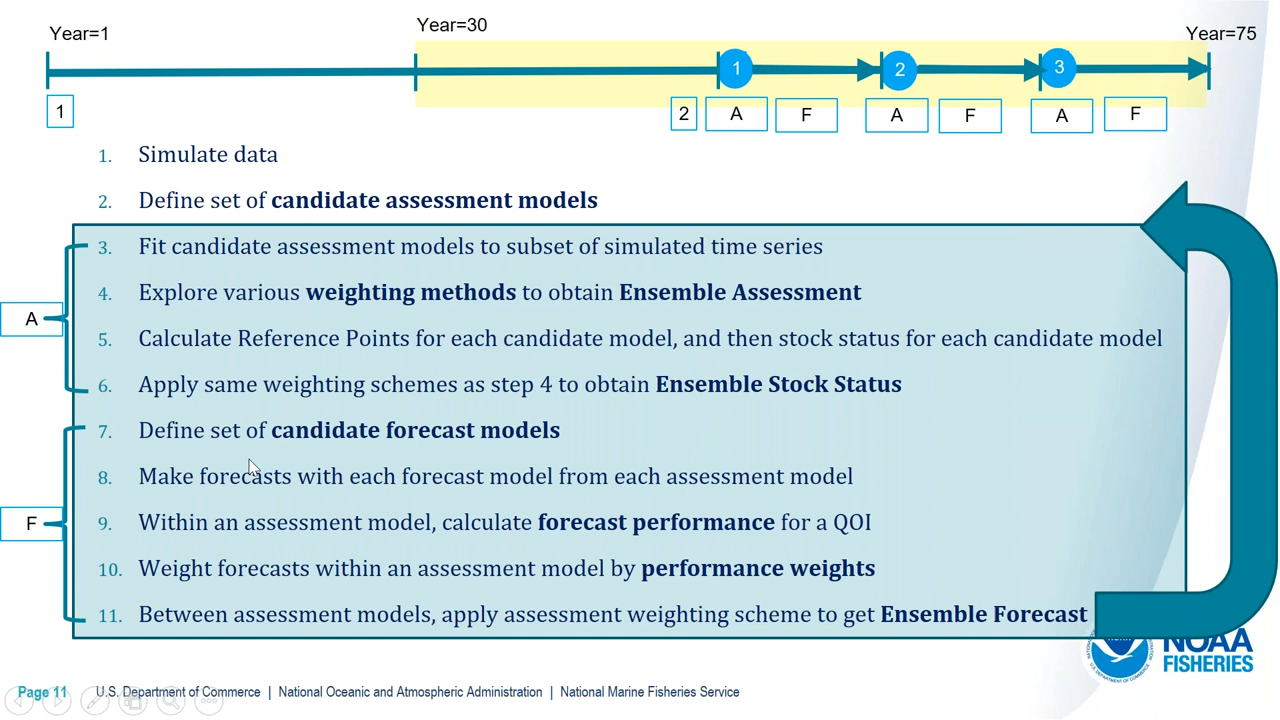 Year=1
Year=30
Year=75
1
2
3
1
2
A
F
A
F
A
F
1. Simulate data
2. Define set of candidate assessment models
3. Fit candidate assessment models to subset of simulated time series
4. Explore various weighting methods to obtain Ensemble Assessment
5. Calculate Reference Points for each candidate model, and then stock status for each candidate model
6. Apply same weighting schemes as step 4 to obtain Ensemble Stock Status
7. Define set of candidate forecast models
8. Make forecasts with each forecast model from each assessment model
9. Within an assessment model, calculate forecast performance for a QOI
10. Weight forecasts within an assessment model by performance weights
11. Between assessment models, apply assessment weighting scheme to get Ensemble Forecast
A
F
NOAA
FISHERIES
Page 11 U.S. Department of Commerce | National Oceanic and Atmospheric Administration | National Marine Fisheries Service